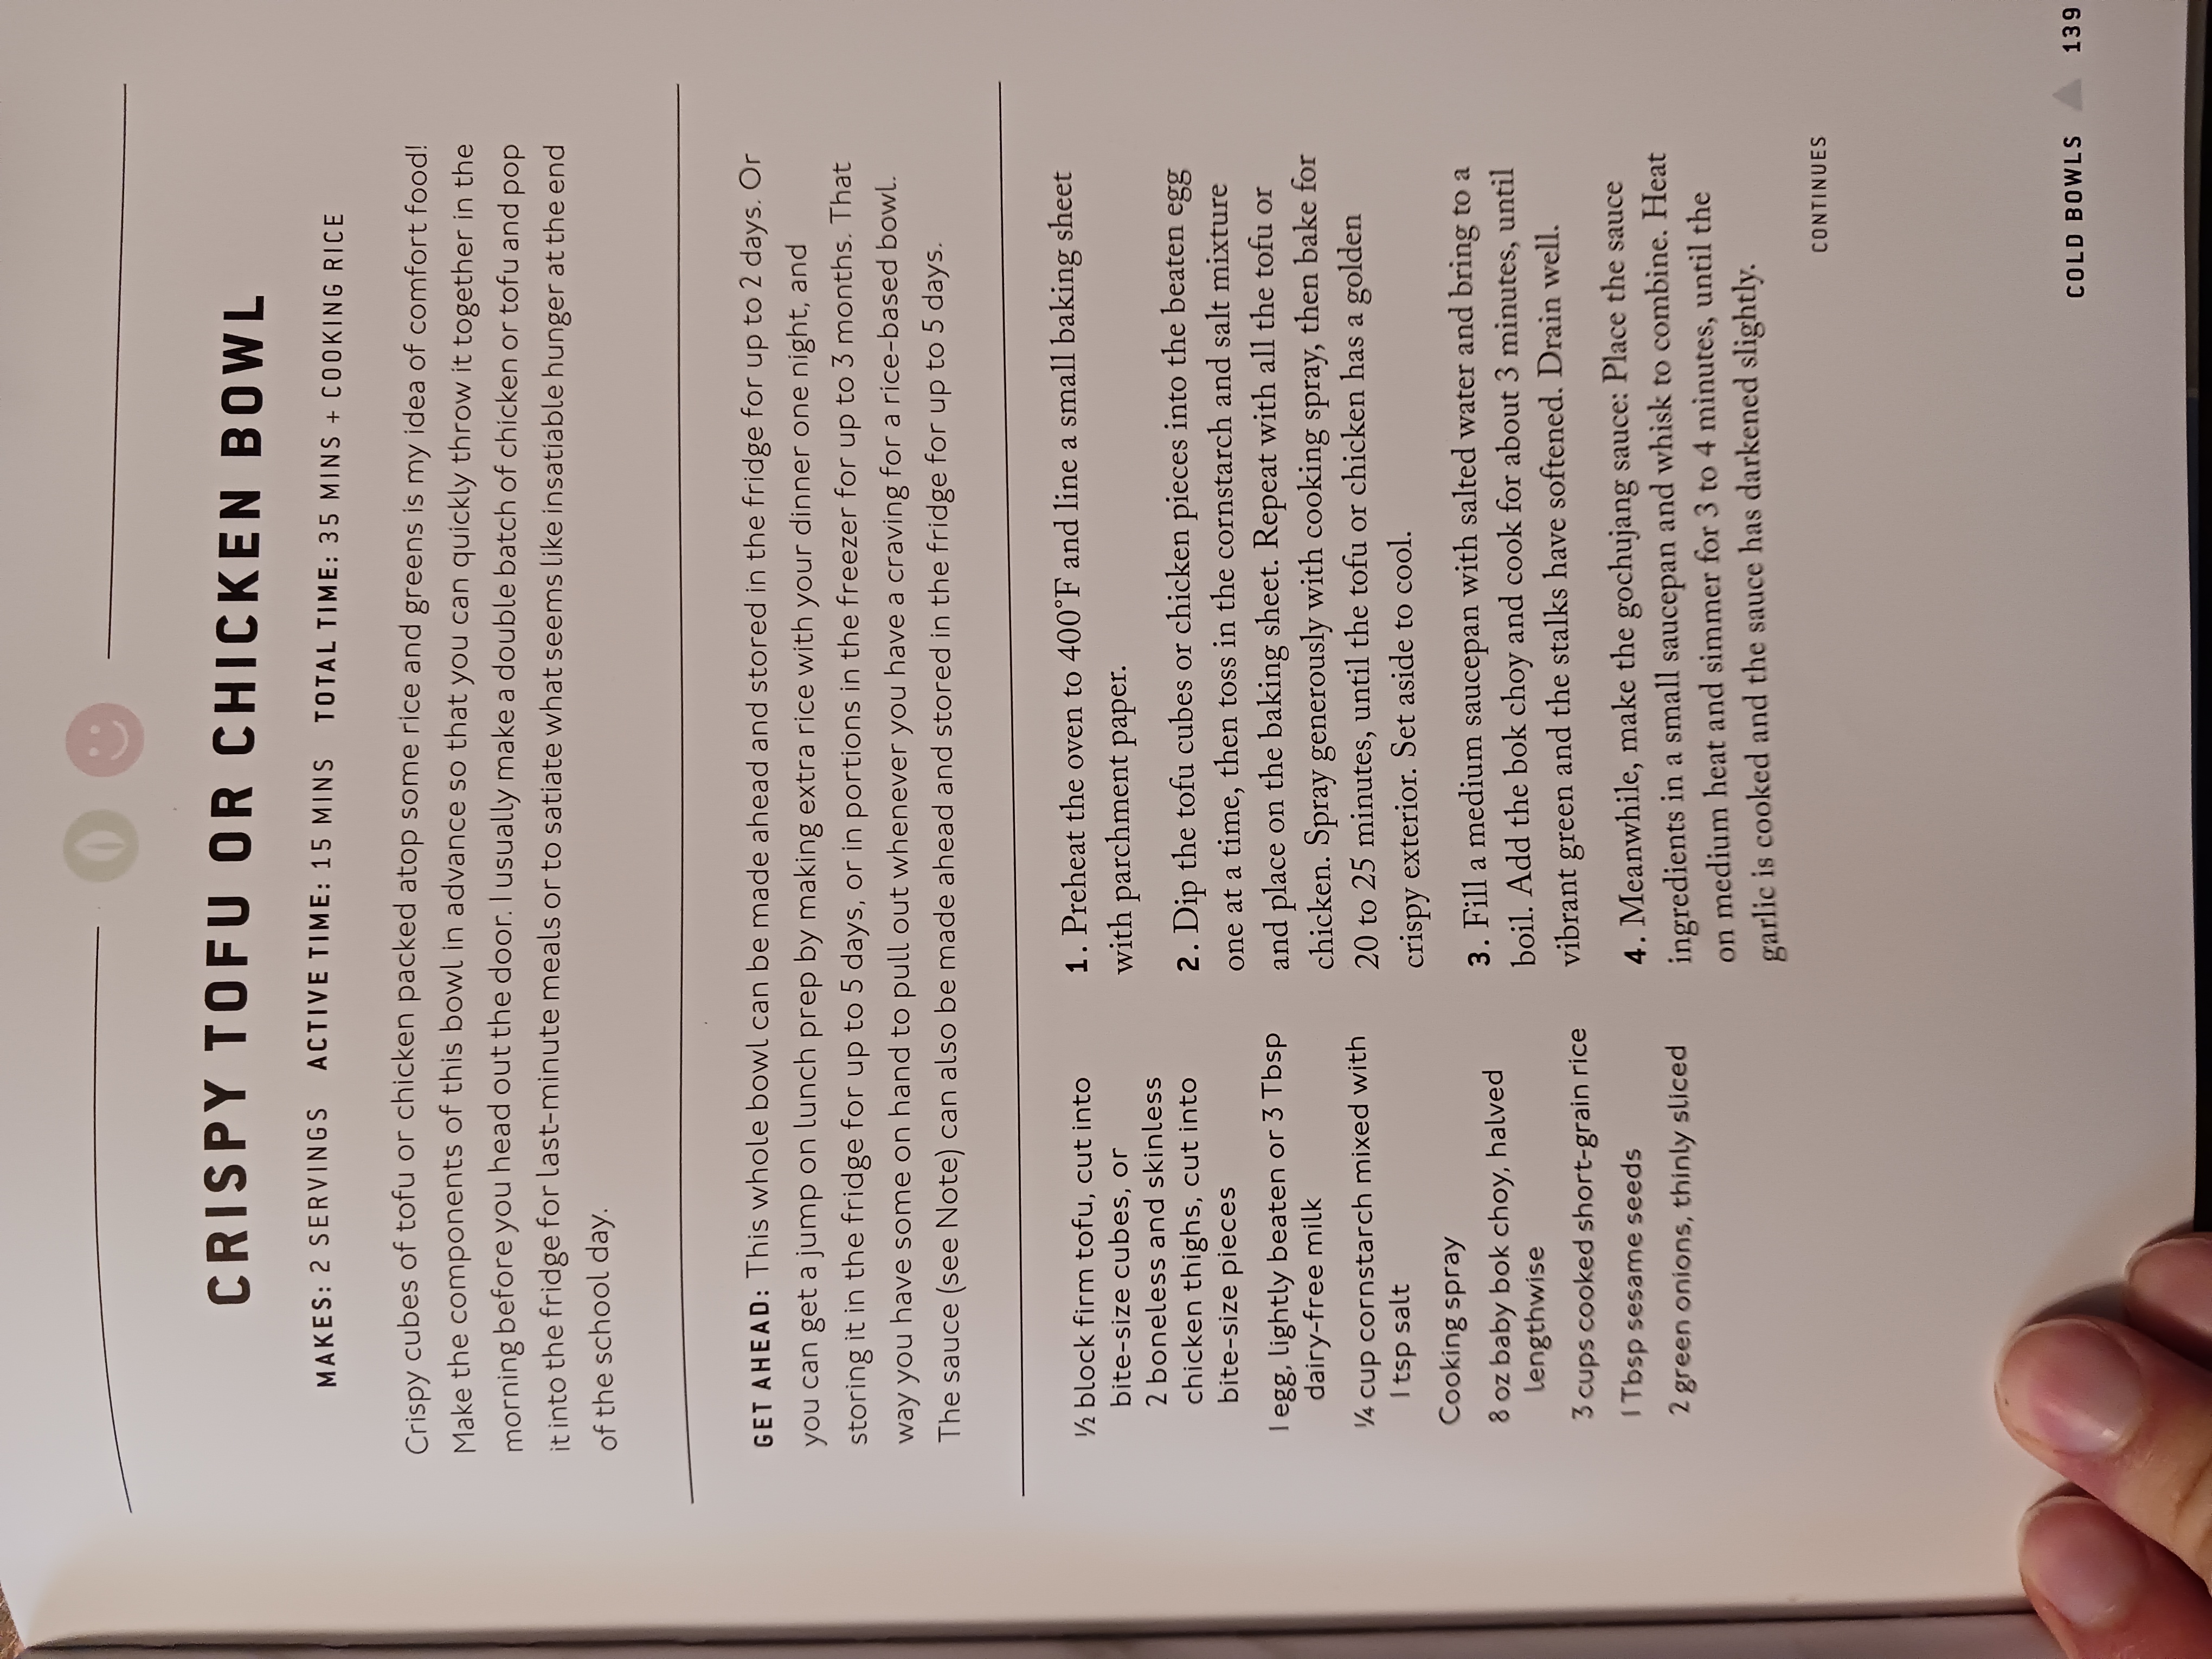 CRISPY TOFU OR CHICKEN BOWL
MAKES: 2 SERVINGS ACTIVE TIME: 15 MINS TOTAL TIME: 35 MINS + COOKING RICE
Crispy cubes of tofu or chicken packed atop some rice and greens is my idea of comfort food!
Make the components of this bowl in advance so that you can quickly throw it together in the
morning before you head out the door. I usually make a double batch of chicken or tofu and pop
it into the fridge for last-minute meals or to satiate what seems like insatiable hunger at the end
of the school day.
GET AHEAD: This whole bowl can be made ahead and stored in the fridge for up to 2 days. Or
you can get a jump on lunch prep by making extra rice with your dinner one night, and
storing it in the fridge for up to 5 days, or in portions in the freezer for up to 3 months. That
way you have some on hand to pull out whenever you have a craving for a rice-based bowl.
The sauce (see Note) can also be made ahead and stored in the fridge for up to 5 days.
½ block firm tofu, cut into
bite-size cubes, or
2 boneless and skinless
chicken thighs, cut into
bite-size pieces
1 egg, lightly beaten or 3 Tbsp
dairy-free milk
¼ cup cornstarch mixed with
1 tsp salt
Cooking spray
8 oz baby bok choy, halved
lengthwise
3 cups cooked short-grain rice
1 Tbsp sesame seeds
2 green onions, thinly sliced
1. Preheat the oven to 400°F and line a small baking sheet
with parchment paper.
2. Dip the tofu cubes or chicken pieces into the beaten egg
one at a time, then toss in the cornstarch and salt mixture
and place on the baking sheet. Repeat with all the tofu or
chicken. Spray generously with cooking spray, then bake for
20 to 25 minutes, until the tofu or chicken has a golden
crispy exterior. Set aside to cool.
3. Fill a medium saucepan with salted water and bring to a
boil. Add the bok choy and cook for about 3 minutes, until
vibrant green and the stalks have softened. Drain well.
4. Meanwhile, make the gochujang sauce: Place the sauce
ingredients in a small saucepan and whisk to combine. Heat
on medium heat and simmer for 3 to 4 minutes, until the
garlic is cooked and the sauce has darkened slightly.
CONTINUES
COLD BOWLS 139